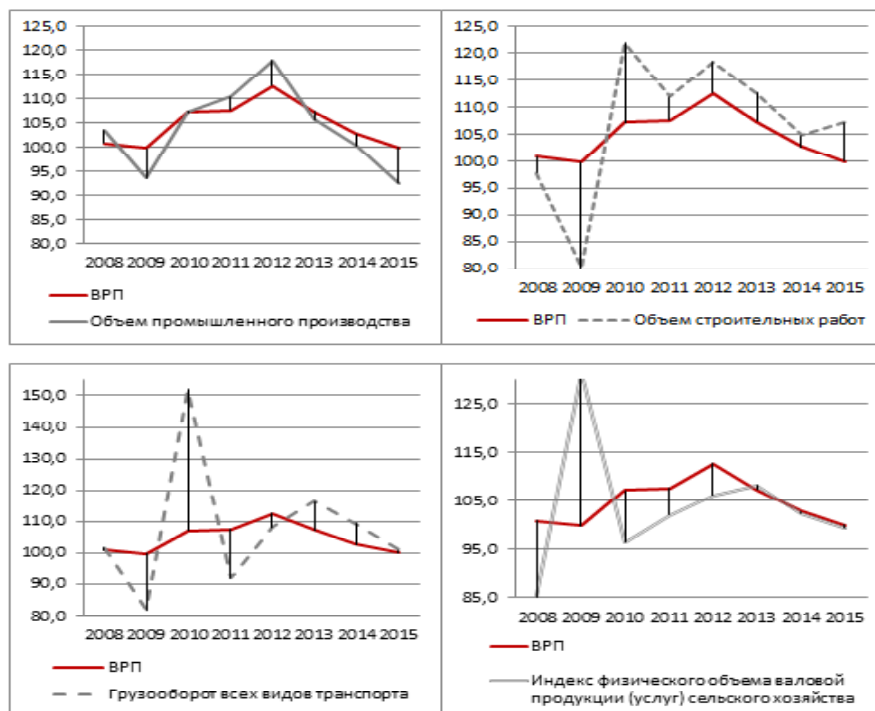 125,0
120,0
115,0
110,0
105,0
100,0
95,0
90,0
85,0
80,0
2008 2009 2010 2011 2012 2013 2014 2015
ВРП
Объем промышленного производства
125,0
120,0
115,0
110,0
105,0
100,0
95,0
90,0
85,0
80,0
2008 2009 2010 2011 2012 2013 2014 2015
ВРП Объем строительных работ
150,0
140,0
130,0
120,0
110,0
100,0
90,0
80,0
2008 2009 2010 2011 2012 2013 2014 2015
ВРП
Грузооборот всех видов транспорта
125,0
115,0
105,0
95,0
85,0
2008 2009 2010 2011 2012 2013 2014 2015
ВРП
Индекс физического объема валовой
продукции (услуг) сельского хозяйства